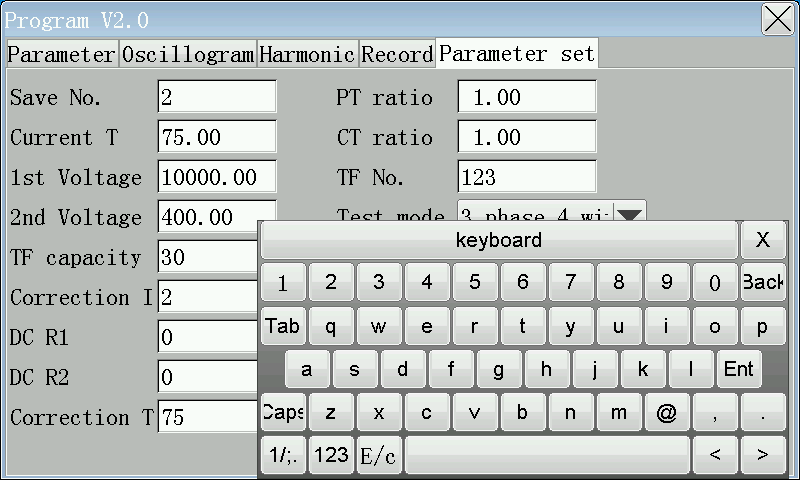 Program V2.0
Parameter Oscillogram Harmonic Record Parameter set
Save No. 2 PT ratio 1.00
Current T 75.00 CT ratio 1.00
1st Voltage 10000.00 TF No. 123
2nd Voltage 400.00 Test mode 3 phase 4 wi
TF capacity 30
Correction I 2
DC R1 0
DC R2 0
Correction T 75
keyboard X
1 2 3 4 5 6 7 8 9 0 Back
Tab q w e r t y u i o p
a s d f g h j k l Ent
Caps z x c v b n m @ , .
1/;. 123 E/c < >